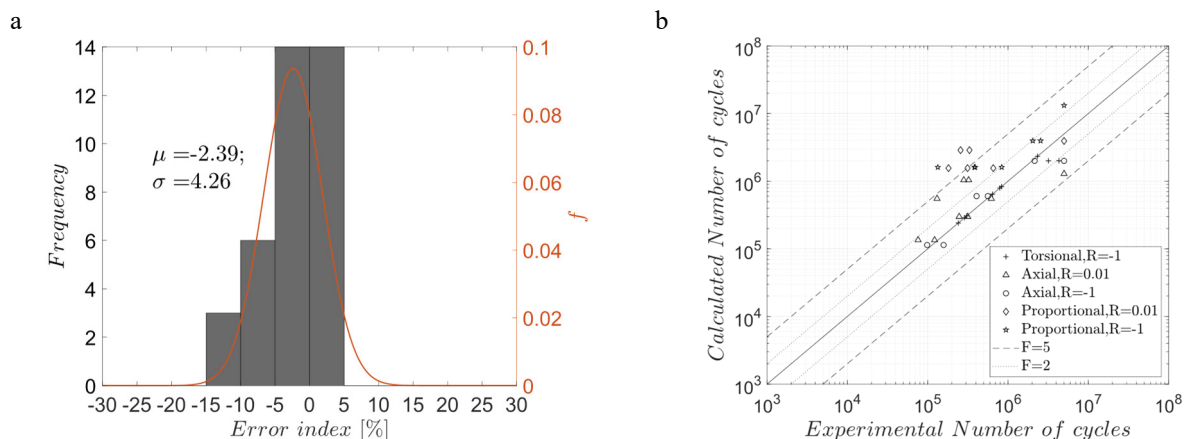 a
14
12
10
8
6
4
2
0
Frequency
μ =-2.39;
σ =4.26
0.1
0.08
0.06
0.04
0.02
0
f
-30 -25 -20 -15 -10 -5 0 5 10 15 20 25 30
Error index [%]
b
10^8
10^7
10^6
10^5
10^4
10^3
Calculated Number of cycles
Torsional,R=-1
Axial,R=0.01
Axial,R=-1
Proportional,R=0.01
Proportional,R=-1
F=5
F=2
10^3 10^4 10^5 10^6 10^7 10^8
Experimental Number of cycles